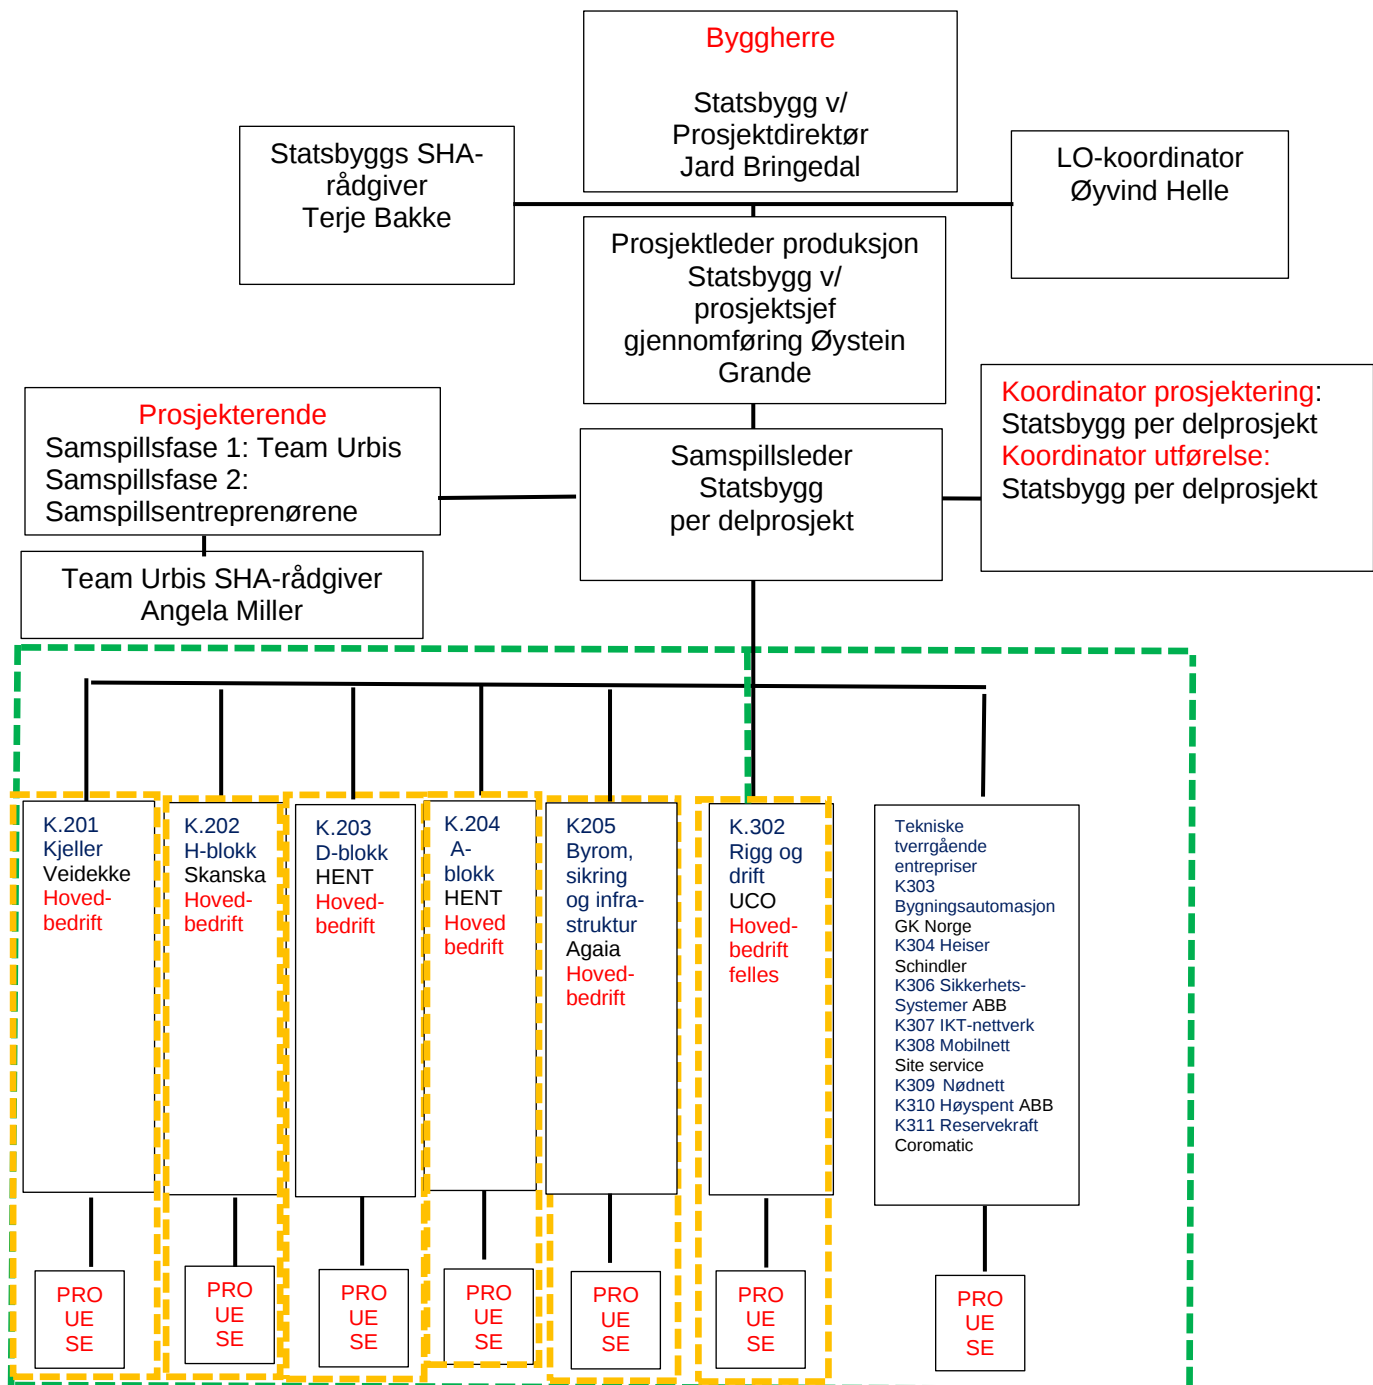 Byggherre
Statsbygg v/
Prosjektdirektør
Jard Bringedal
Statsbyggs SHA-
rådgiver
Terje Bakke
LO-koordinator
Øyvind Helle
Prosjektleder produksjon
Statsbygg v/
prosjektsjef
gjennomføring Øystein
Grande
Prosjekterende
Samspillsfase 1: Team Urbis
Samspillsfase 2:
Samspillsentreprenørene
Samspillsleder
Statsbygg
per delprosjekt
Koordinator prosjektering:
Statsbygg per delprosjekt
Koordinator utførelse:
Statsbygg per delprosjekt
Team Urbis SHA-rådgiver
Angela Miller
K.201
Kjeller
Veidekke
Hoved-
bedrift
K.202
H-blokk
Skanska
Hoved-
bedrift
K.203
D-blokk
HENT
Hoved-
bedrift
K.204
A-
blokk
HENT
Hoved
bedrift
K205
Byrom,
sikring
og infra-
struktur
Agaia
Hoved-
bedrift
K.302
Rigg og
drift
UCO
Hoved-
bedrift
felles
Tekniske
tverrgående
entrepriser
K303
Bygningsautomasjon
GK Norge
K304 Heiser
Schindler
K306 Sikkerhets-
Systemer ABB
K307 IKT-nettverk
K308 Mobilnett
Site service
K309 Nødnett
K310 Høyspent ABB
K311 Reservekraft
Coromatic
PRO
UE
SE
PRO
UE
SE
PRO
UE
SE
PRO
UE
SE
PRO
UE
SE
PRO
UE
SE
PRO
UE
SE